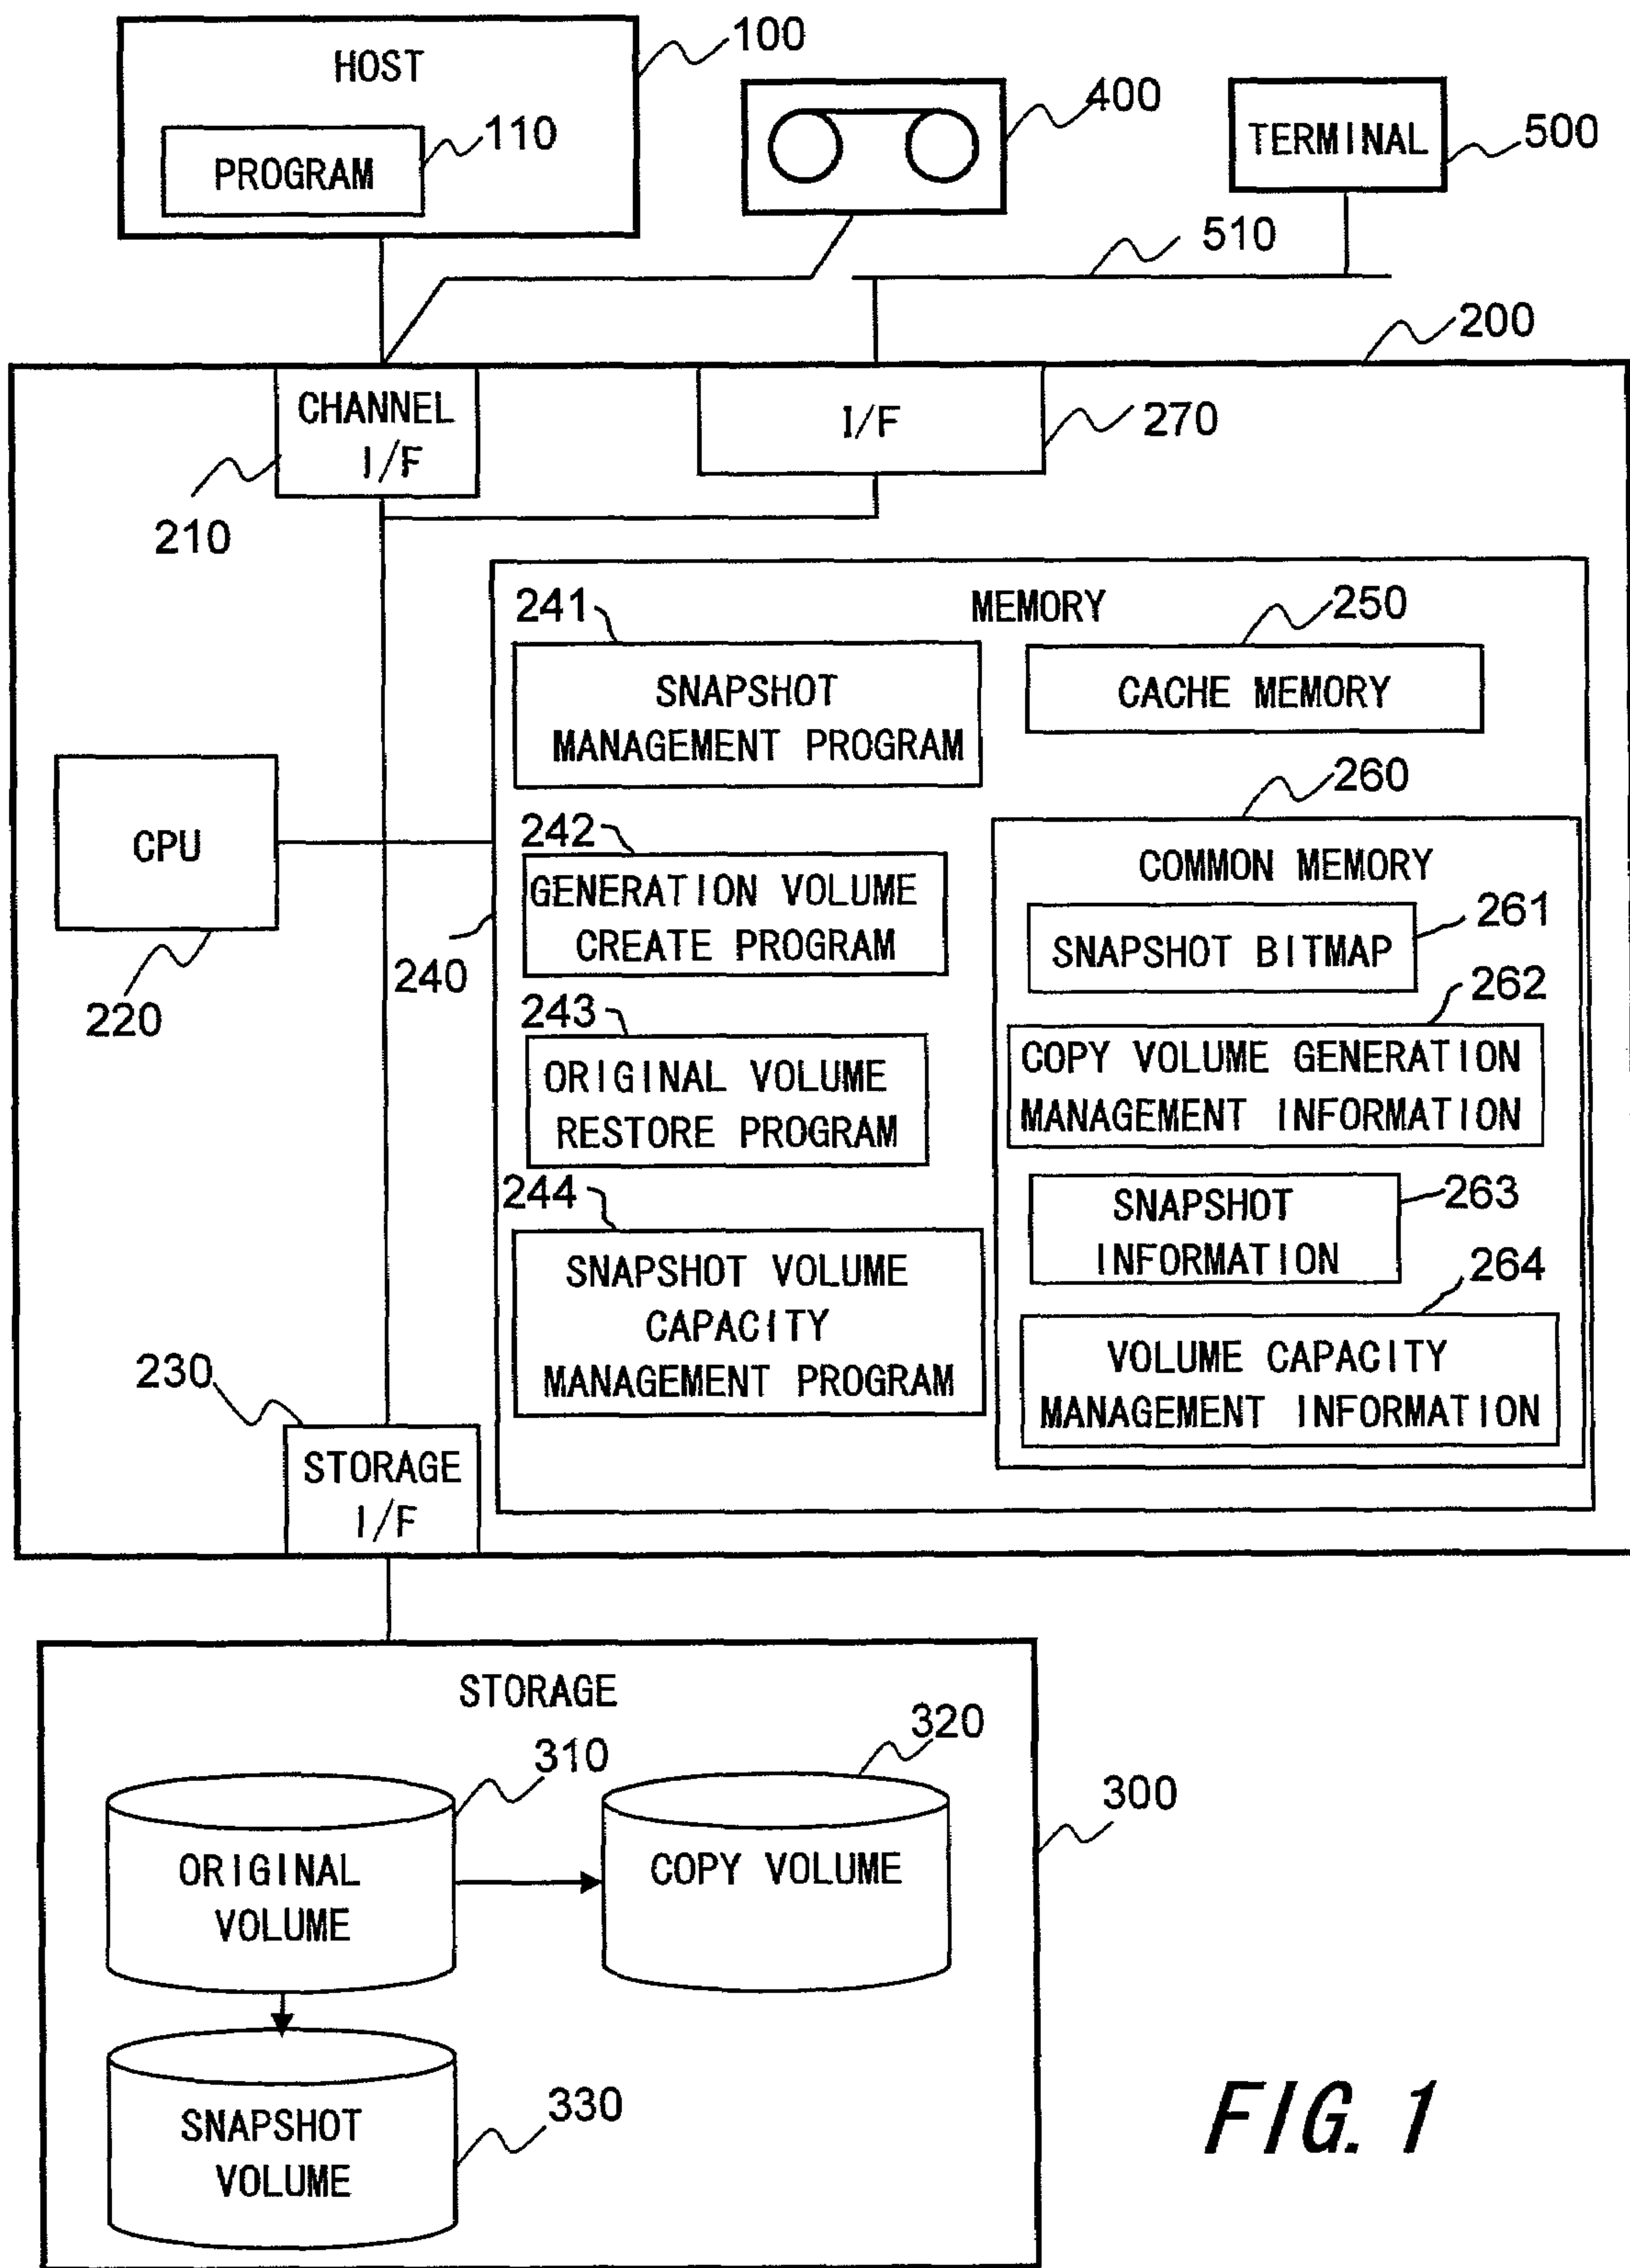 100
HOST
110
PROGRAM
400
TERMINAL
500
510
200
CHANNEL
I/F
210
I/F
270
MEMORY
241
SNAPSHOT
MANAGEMENT PROGRAM
250
CACHE MEMORY
CPU
220
240
242
GENERATION VOLUME
CREATE PROGRAM
243
ORIGINAL VOLUME
RESTORE PROGRAM
244
SNAPSHOT VOLUME
CAPACITY
MANAGEMENT PROGRAM
260
COMMON MEMORY
261
SNAPSHOT BITMAP
262
COPY VOLUME GENERATION
MANAGEMENT INFORMATION
263
SNAPSHOT
INFORMATION
264
VOLUME CAPACITY
MANAGEMENT INFORMATION
230
STORAGE
I/F
STORAGE
310
ORIGINAL
VOLUME
320
COPY VOLUME
300
SNAPSHOT
VOLUME
330
FIG. 1